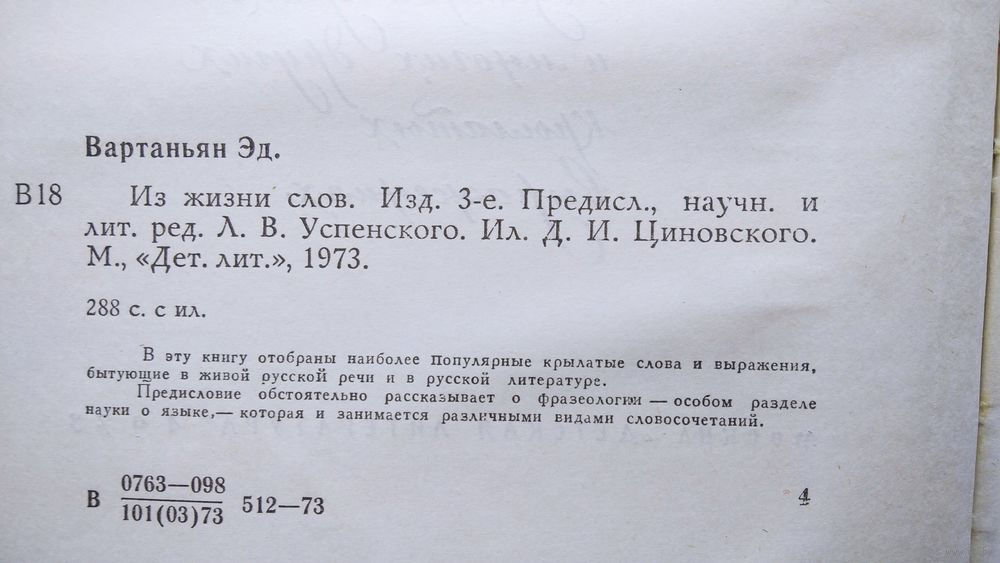 Вартаньян Эд.
В18 Из жизни слов. Изд. 3-е. Предисл., научн. и
лит. ред. Л. В. Успенского. Ил. Д. И. Циновского.
М., «Дет. лит.», 1973.
288 с. с ил.
В эту книгу отобраны наиболее популярные крылатые слова и выражения,
бытующие в живой русской речи и в русской литературе.
Предисловие обстоятельно рассказывает о фразеологии — особом разделе
науки о языке,— которая и занимается различными видами словосочетаний.
В 0763—098
101(03)73 512—73
4